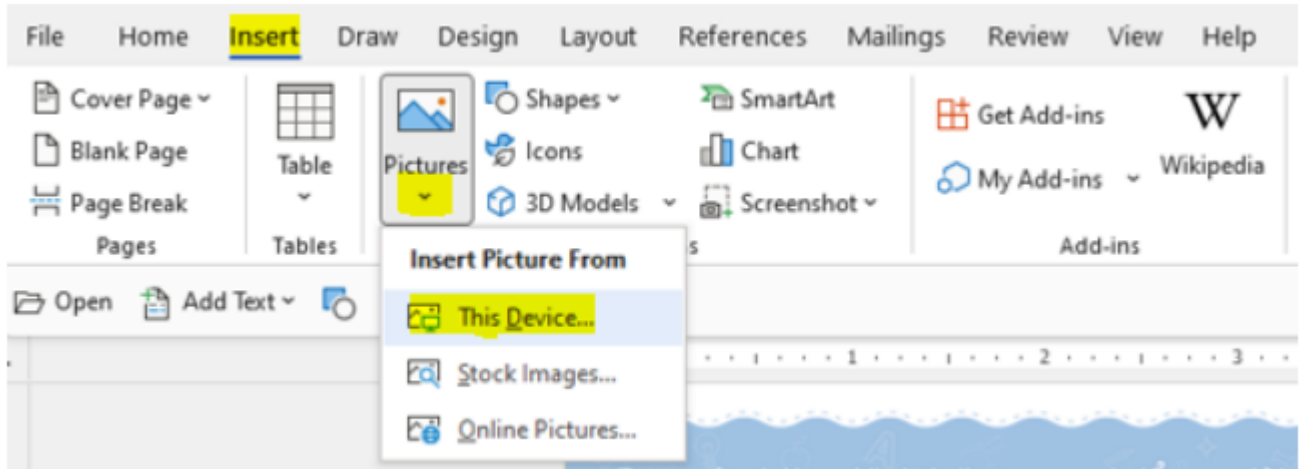 File Home Insert Draw Design Layout References Mailings Review View Help
Cover Page
Blank Page
Page Break
Pages
Table
Tables
Pictures
Shapes
Icons
3D Models
SmartArt
Chart
Screenshot
s
Get Add-ins
My Add-ins
W
Wikipedia
Add-ins
Insert Picture From
This Device...
Stock Images...
Online Pictures...
Open Add Text
1 2 3